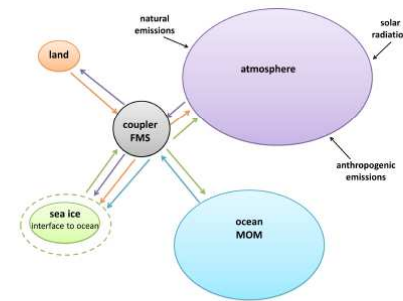 natural
emissions
solar
radiatio
land
atmosphere
coupler
FMS
anthropogenic
emissions
sea ice
interface to ocean
ocean
MOM